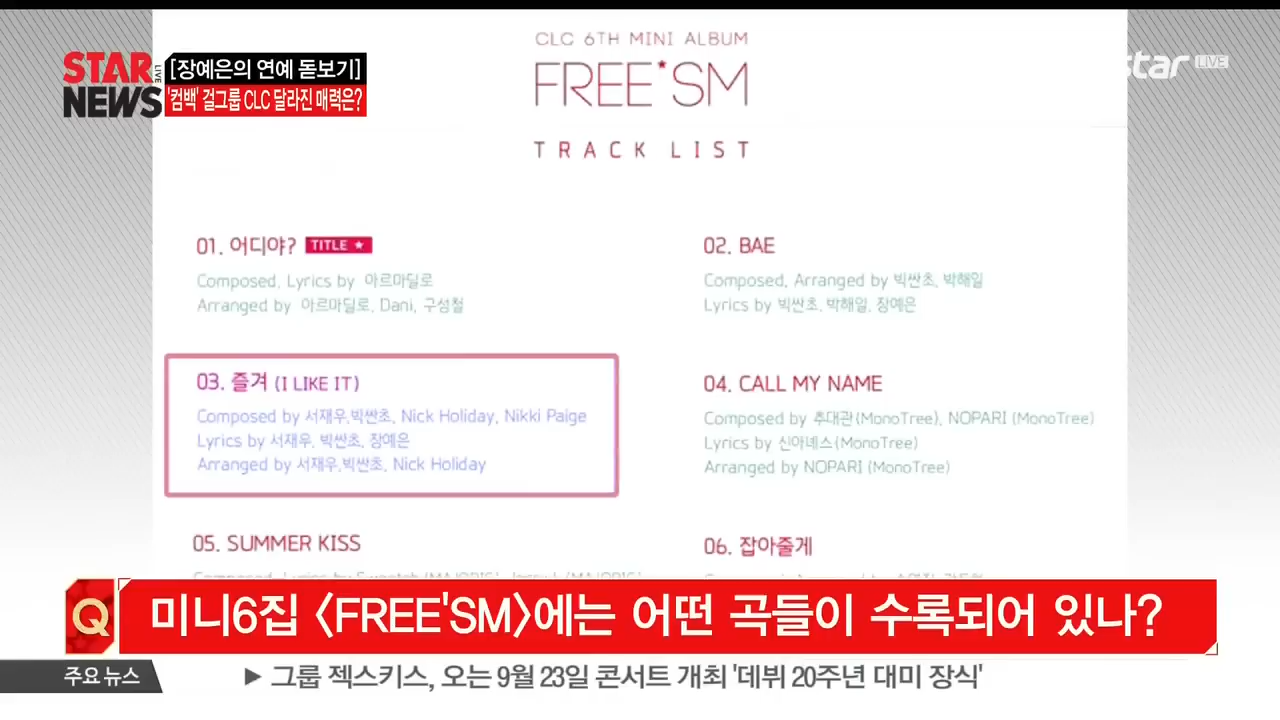 STAR LIVE
NEWS
[장예은의 연예 돋보기]
'컴백' 걸그룹 CLC 달라진 매력은?
star LIVE
CLC 6TH MINI ALBUM
FREE★SM
TRACK LIST
01. 어디야? TITLE ★
Composed, Lyrics by 아르마딜로
Arranged by 아르마딜로, Dani, 구성철
02. BAE
Composed, Arranged by 빅싼초, 박해일
Lyrics by 빅싼초, 박해일, 장예은
03. 즐겨 (I LIKE IT)
Composed by 서재우,빅싼초, Nick Holiday, Nikki Paige
Lyrics by 서재우, 빅싼초, 장예은
Arranged by 서재우,빅싼초, Nick Holiday
04. CALL MY NAME
Composed by 추대관(MonoTree), NOPARI (MonoTree)
Lyrics by 신아녜스(MonoTree)
Arranged by NOPARI (MonoTree)
05. SUMMER KISS
06. 잡아줄게
Q 미니6집 <FREE'SM>에는 어떤 곡들이 수록되어 있나?
주요 뉴스
▶ 그룹 젝스키스, 오는 9월 23일 콘서트 개최 '데뷔 20주년 대미 장식'